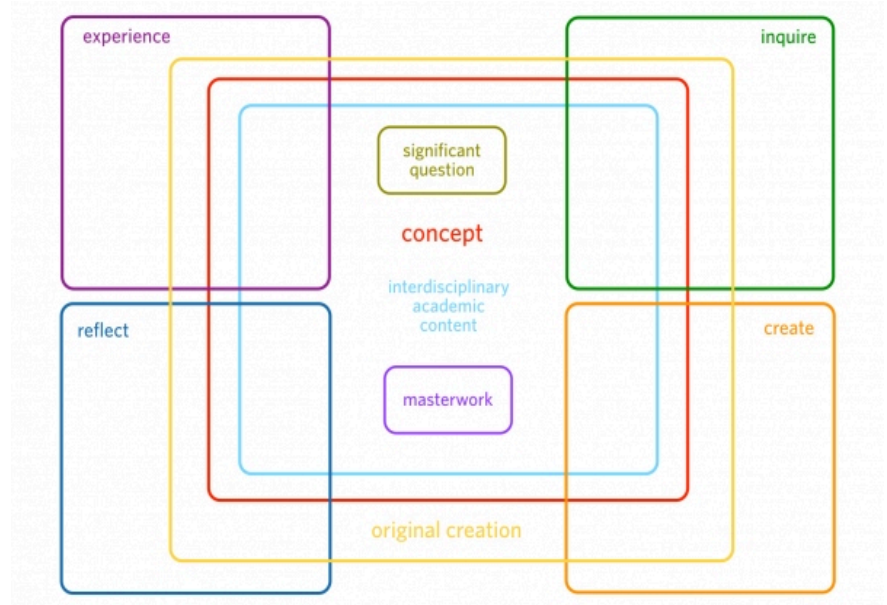 experience
inquire
significant
question
concept
interdisciplinary
academic
content
reflect
create
masterwork
original creation